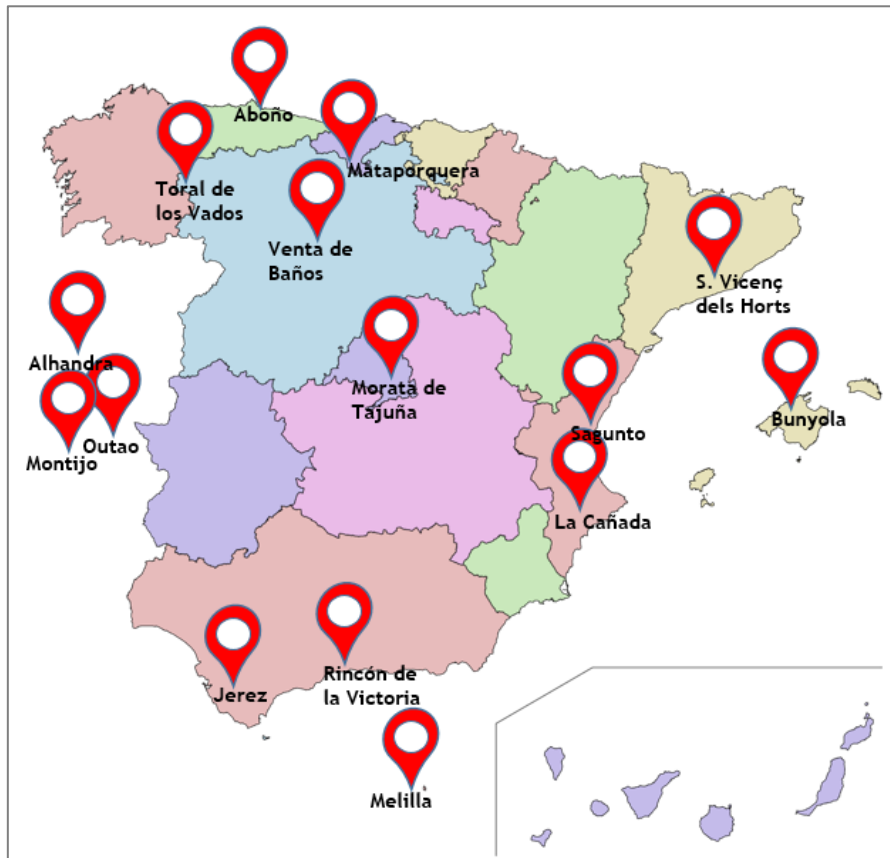 Aboño
Mataporquera
Toral de
los Vados
Venta de
Baños
S. Vicenç
dels Horts
Alhandra
Morata de
Tajuña
Bunyola
Sagunto
Outao
Montijo
La Cañada
Rincón de
la Victoria
Jerez
Melilla